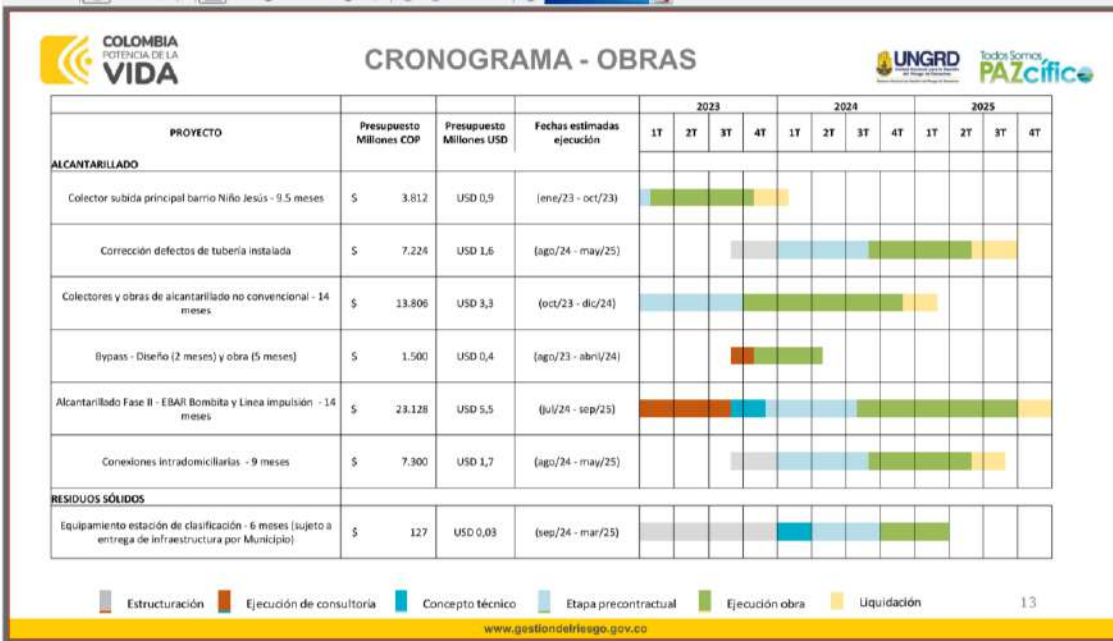 COLOMBIA
POTENCIA DE LA
VIDA
CRONOGRAMA - OBRAS
UNGRD
Todos Somos
PAZcífico
2023 2024 2025
PROYECTO Presupuesto Millones COP Presupuesto Millones USD Fechas estimadas ejecución 1T 2T 3T 4T 1T 2T 3T 4T 1T 2T 3T 4T
ALCANTARILLADO
Colector subida principal barrio Niño Jesús - 9.5 meses $ 3.812 USD 0,9 (ene/23 - oct/23)
Corrección defectos de tubería instalada $ 7.224 USD 1,6 (ago/24 - may/25)
Colectores y obras de alcantarillado no convencional - 14 meses $ 13.806 USD 3,3 (oct/23 - dic/24)
Bypass - Diseño (2 meses) y obra (5 meses) $ 1.500 USD 0,4 (ago/23 - abril/24)
Alcantarillado Fase II - EBAR Bombita y Linea impulsión - 14 meses $ 23.128 USD 5,5 (jul/24 - sep/25)
Conexiones intradomiciliarias - 9 meses $ 7.300 USD 1,7 (ago/24 - may/25)
RESIDUOS SÓLIDOS
Equipamiento estación de clasificación - 6 meses (sujeto a entrega de infraestructura por Municipio) $ 127 USD 0,03 (sep/24 - mar/25)
Estructuración Ejecución de consultoría Concepto técnico Etapa precontractual Ejecución obra Liquidación 13
www.gestiondelriesgo.gov.co